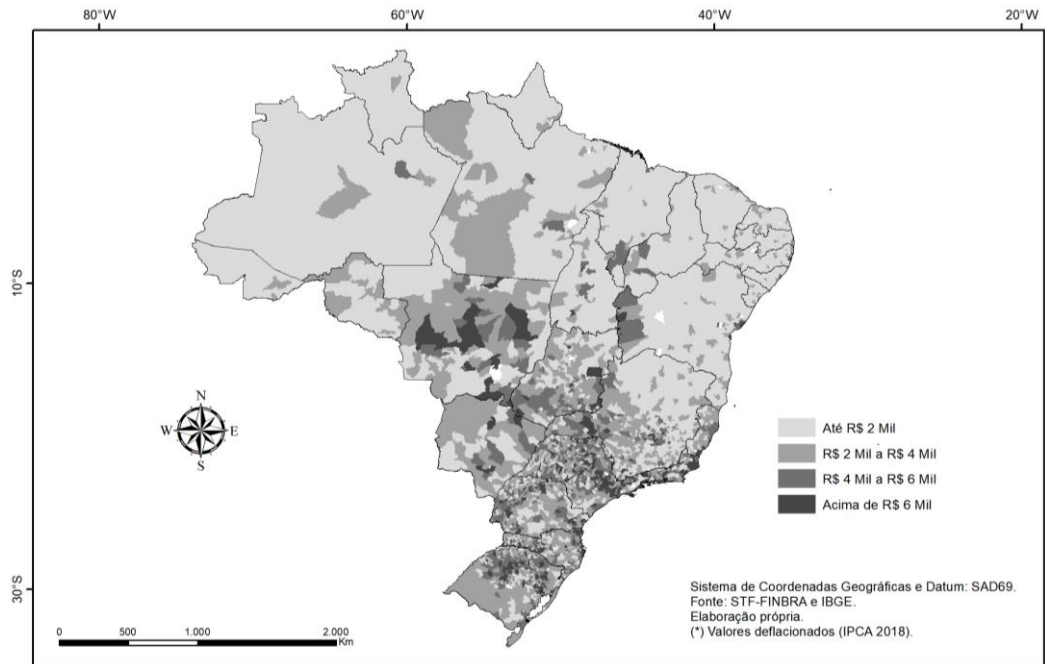 80°W 60°W 40°W 20°W
10°S
30°S
N
W E
S
Até R$ 2 Mil
R$ 2 Mil a R$ 4 Mil
R$ 4 Mil a R$ 6 Mil
Acima de R$ 6 Mil
Sistema de Coordenadas Geográficas e Datum: SAD69.
Fonte: STF-FINBRA e IBGE.
Elaboração própria.
(*) Valores deflacionados (IPCA 2018).
0 500 1.000 2.000
Km